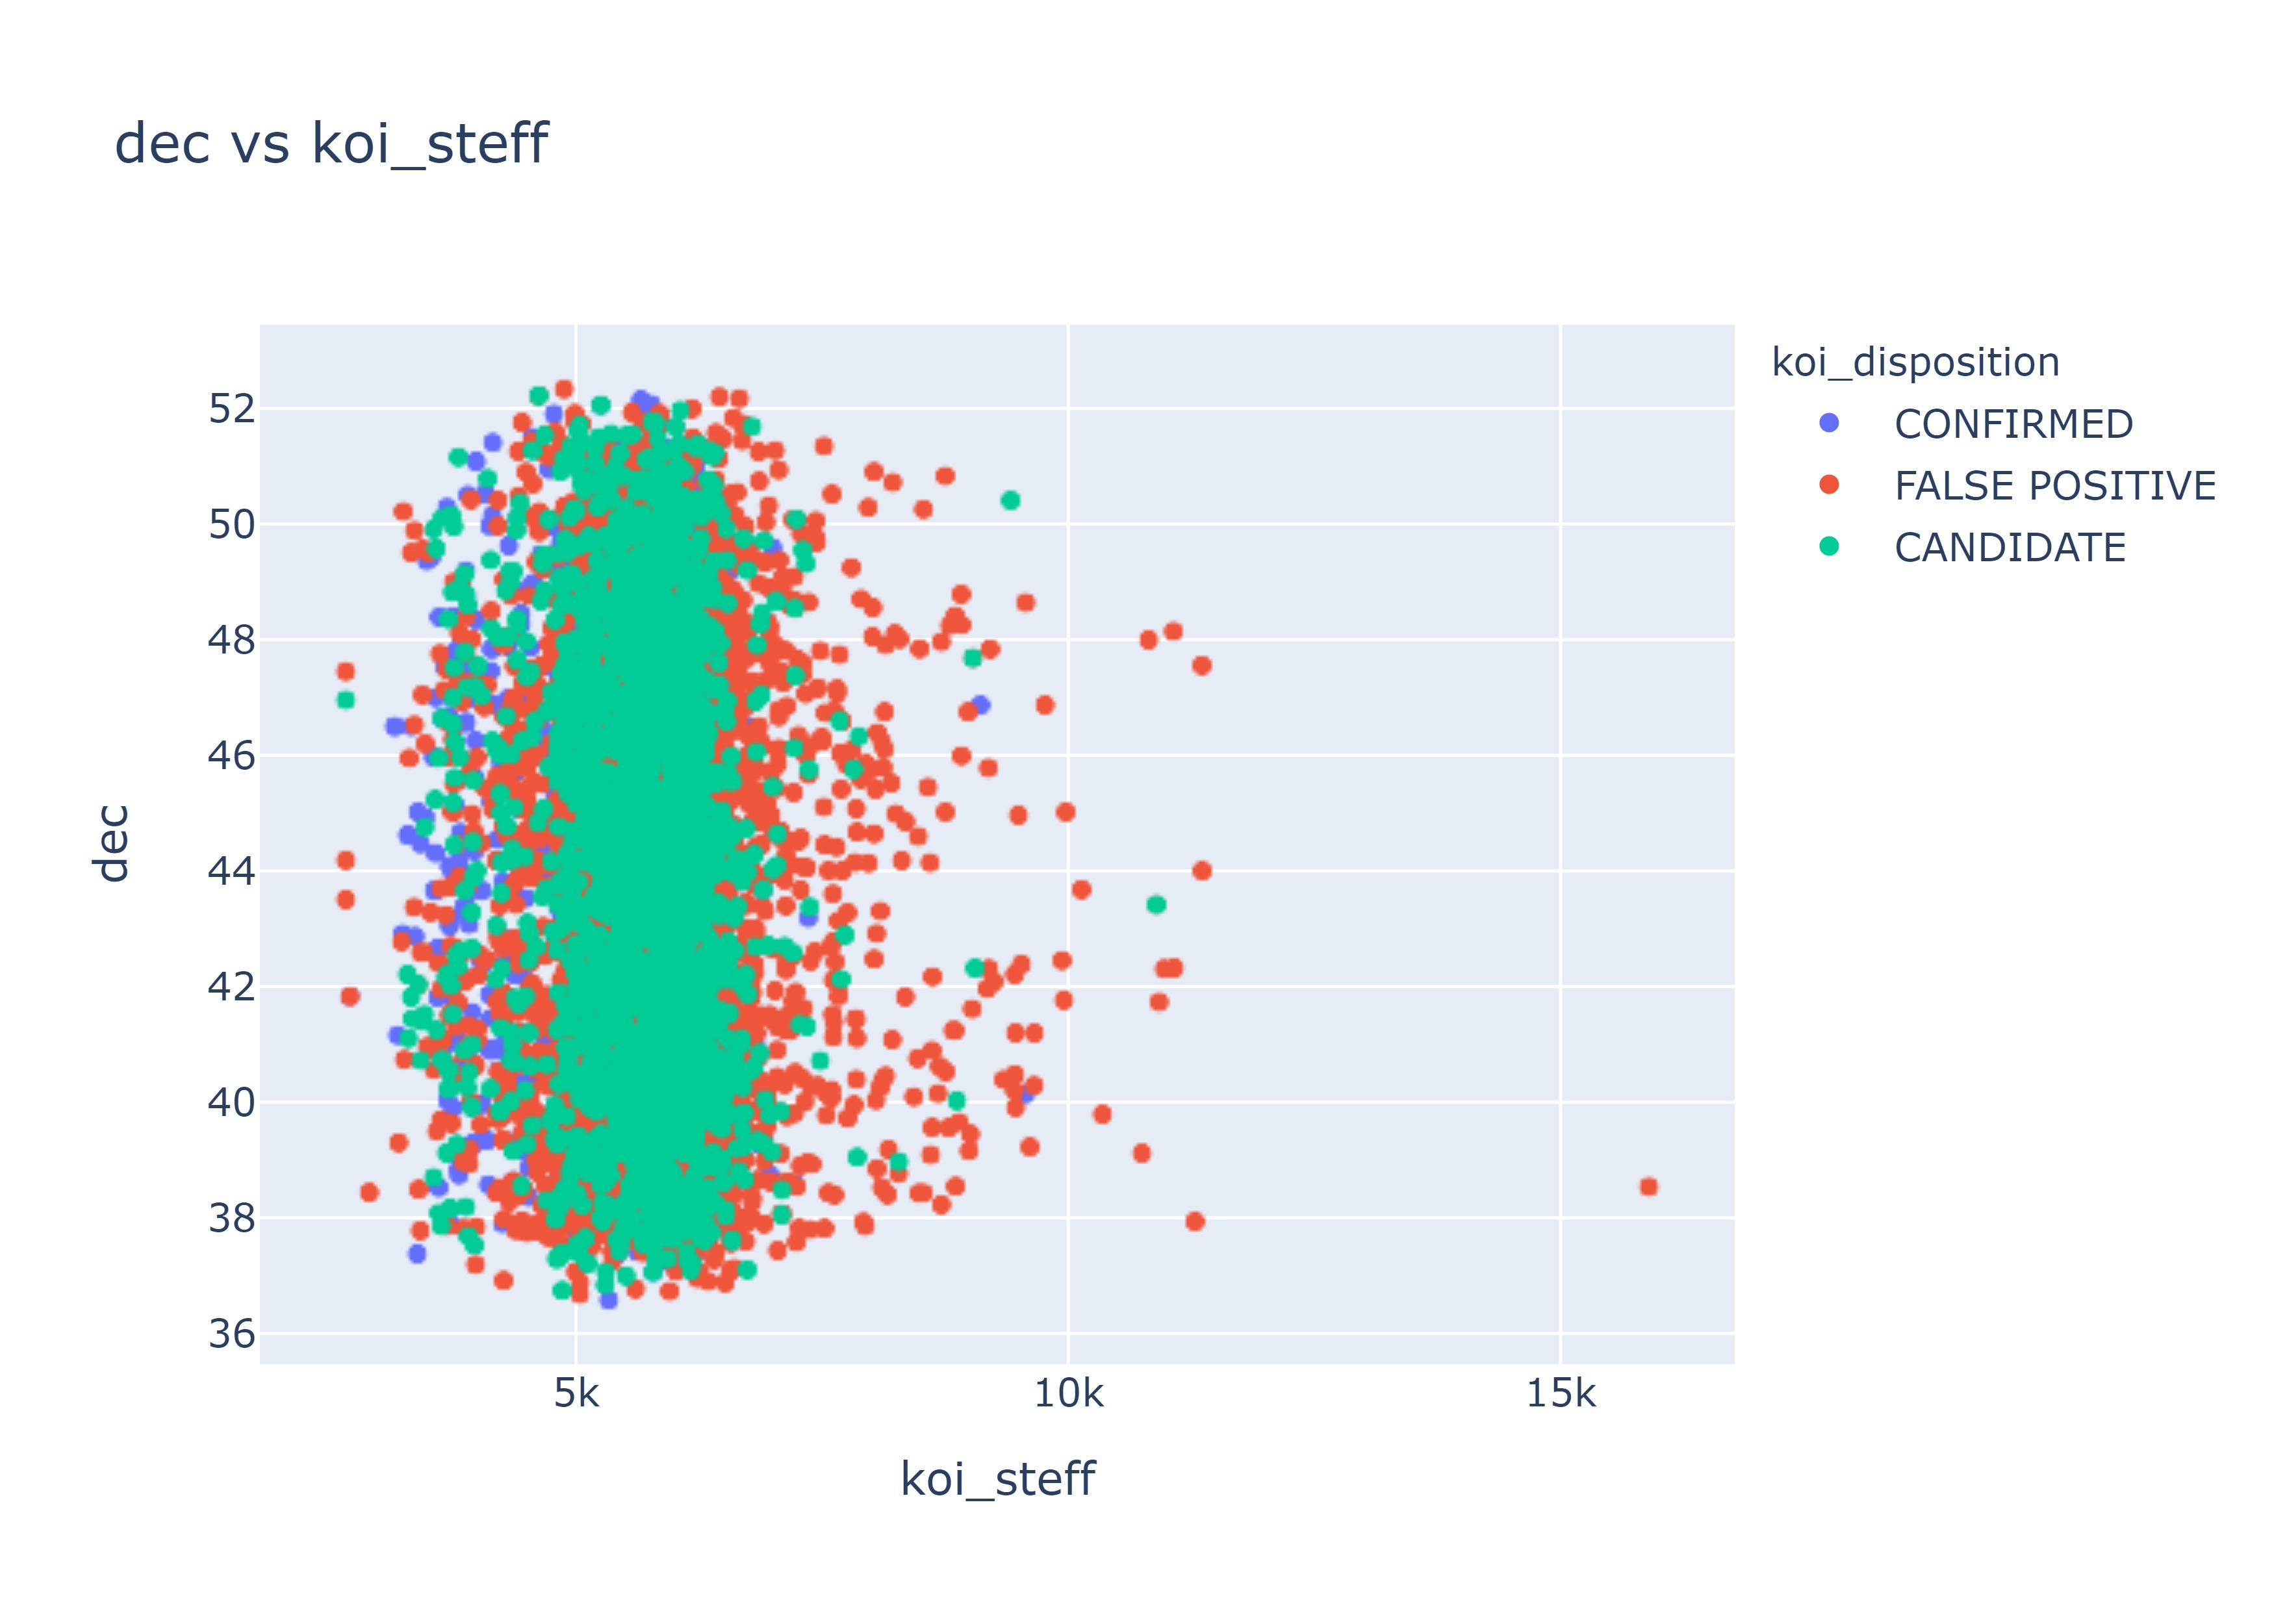 dec vs koi_steff
koi_disposition
CONFIRMED
FALSE POSITIVE
CANDIDATE
dec
52
50
48
46
44
42
40
38
36
5k
10k
15k
koi_steff